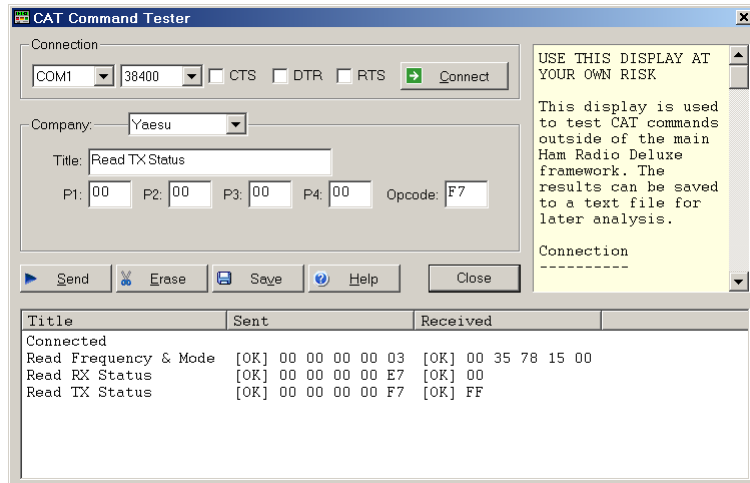 CAT Command Tester
Connection
COM1 38400 CTS DTR RTS Connect
Company: Yaesu
Title: Read TX Status
P1: 00 P2: 00 P3: 00 P4: 00 Opcode: F7
Send Erase Save Help Close
USE THIS DISPLAY AT
YOUR OWN RISK
This display is used
to test CAT commands
outside of the main
Ham Radio Deluxe
framework. The
results can be saved
to a text file for
later analysis.
Connection
----------
Title Sent Received
Connected
Read Frequency & Mode [OK] 00 00 00 00 03 [OK] 00 35 78 15 00
Read RX Status [OK] 00 00 00 00 E7 [OK] 00
Read TX Status [OK] 00 00 00 00 F7 [OK] FF